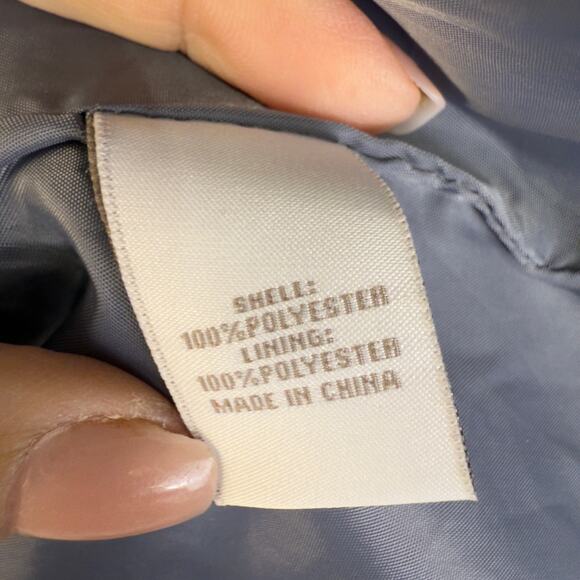 SHELL:
100%POLYESTER
LINING:
100%POLYESTER
MADE IN CHINA